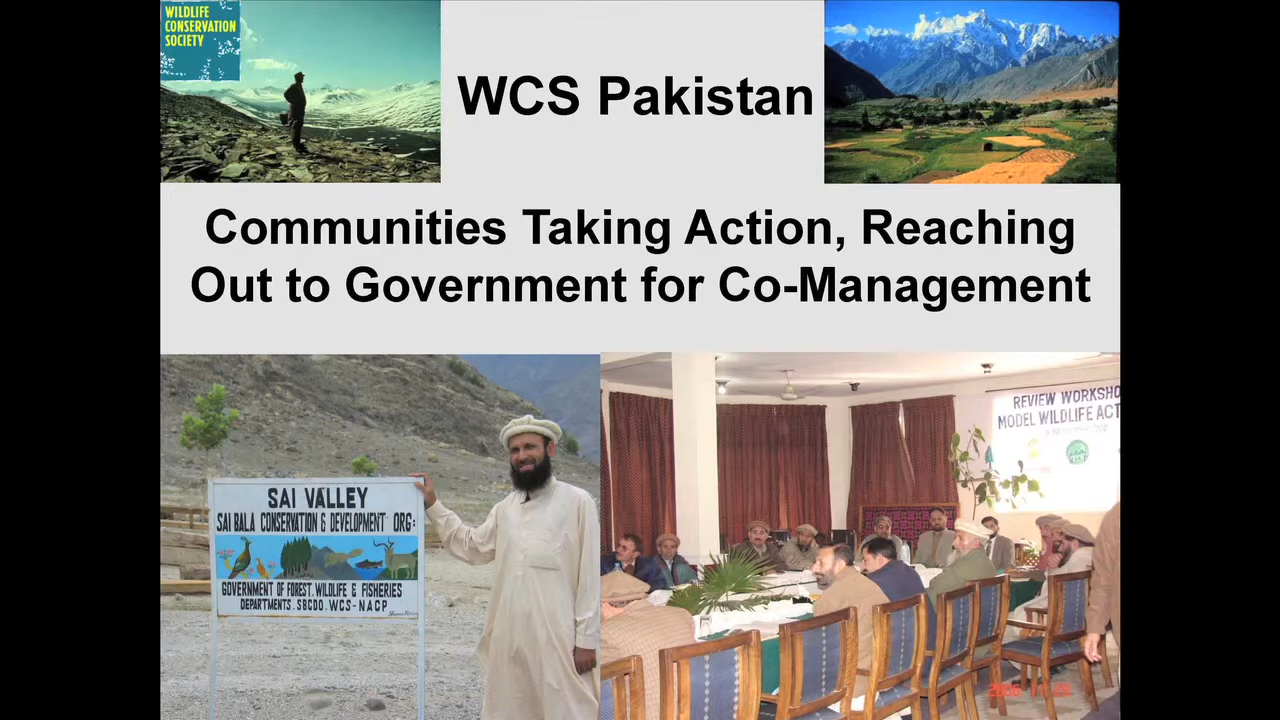 WILDLIFE
CONSERVATION
SOCIETY
WCS Pakistan
Communities Taking Action, Reaching
Out to Government for Co-Management
SAI VALLEY
SAI BALA CONSERVATION & DEVELOPMENT ORG:
GOVERNMENT OF FOREST, WILDLIFE & FISHERIES
DEPARTMENTS. SBCDO. WCS-NACP
REVIEW WORKSHO
MODEL WILDLIFE ACT